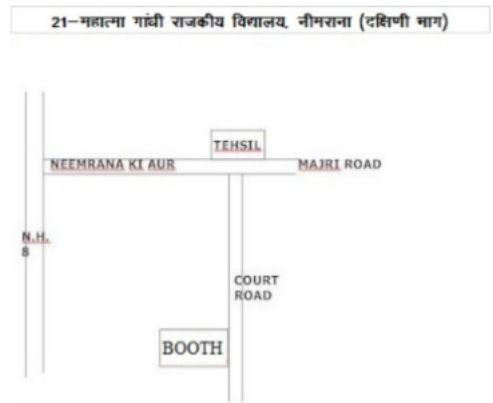 21-महात्मा गांधी राजकीय विद्यालय, नीमराना (दक्षिणी भाग)
TEHSIL
NEEMRANA KI AUR
MAJRI ROAD
N.H.
8
COURT
ROAD
BOOTH